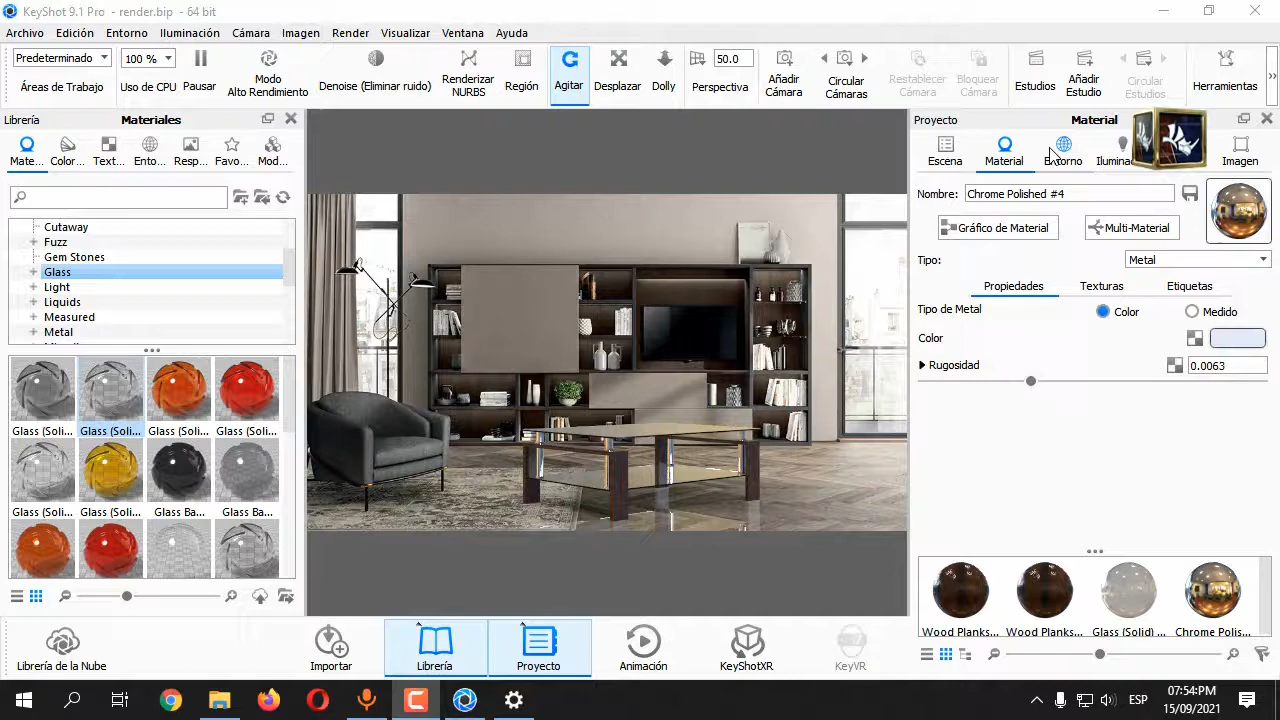 KeyShot 9.1 Pro - render.bip - 64 bit
Archivo Edición Entorno Iluminación Cámara Imagen Render Visualizar Ventana Ayuda
Predeterminado
Áreas de Trabajo
100 %
Uso de CPU
Pausar
Modo
Alto Rendimiento
Denoise (Eliminar ruido)
Renderizar
NURBS
Región
Agitar
Desplazar
Dolly
50.0
Perspectiva
Añadir
Cámara
Circular
Cámaras
Restablecer
Cámara
Bloquear
Cámara
Estudios
Añadir
Estudio
Circular
Estudios
Herramientas
Librería
Materiales
Mate... Color... Text... Ento... Resp... Favo... Mod...
Cutaway
Fuzz
Gem Stones
Glass
Light
Liquids
Measured
Metal
Glass (Soli... Glass (Soli... Glass (Soli... Glass (Soli...
Glass (Soli... Glass (Soli... Glass Ba... Glass Ba...
Proyecto
Material
Escena
Material
Entorno
Imagen
Nombre: Chrome Polished #4
Gráfico de Material
Multi-Material
Tipo: Metal
Propiedades Texturas Etiquetas
Tipo de Metal Color Medido
Color
Rugosidad 0.0063
Wood Planks... Wood Planks... Glass (Solid) ... Chrome Polis...
Librería de la Nube
Importar
Librería
Proyecto
Animación
KeyShotXR
KeyVR
ESP
07:54PM
15/09/2021